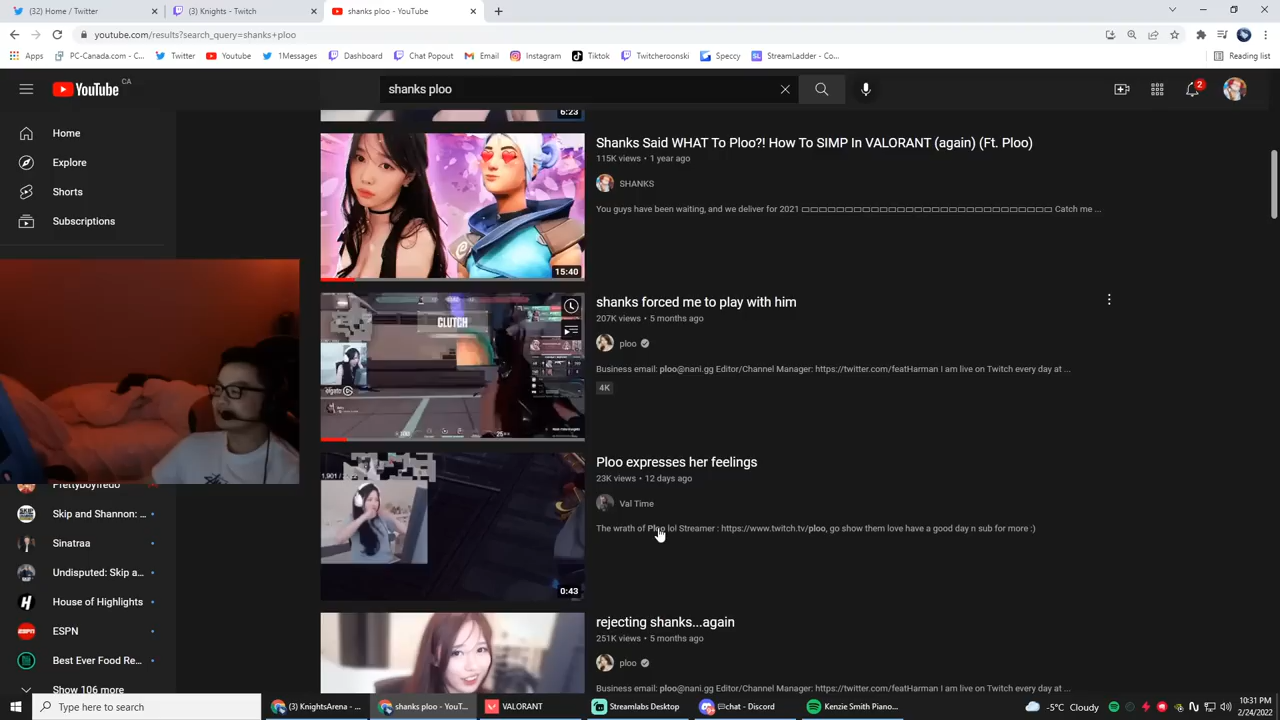 (32) Home / Twitter
(3) Knights - Twitch
shanks ploo - YouTube
youtube.com/results?search_query=shanks+ploo
Apps
PC-Canada.com - C...
Twitter
Youtube
1Messages
Dashboard
Chat Popout
Email
Instagram
Tiktok
Twitcheroonski
Speccy
StreamLadder - Co...
Reading list
YouTube CA
shanks ploo
2
Home
Explore
Shorts
Subscriptions
6:23
Shanks Said WHAT To Ploo?! How To SIMP In VALORANT (again) (Ft. Ploo)
115K views • 1 year ago
SHANKS
You guys have been waiting, and we deliver for 2021 Catch me ...
15:40
CLUTCH
shanks forced me to play with him
207K views • 5 months ago
ploo
Business email: ploo@nani.gg Editor/Channel Manager: https://twitter.com/featHarman I am live on Twitch every day at ...
4K
Ploo expresses her feelings
23K views • 12 days ago
Val Time
The wrath of Ploo lol Streamer : https://www.twitch.tv/ploo, go show them love have a good day n sub for more :)
0:43
rejecting shanks...again
251K views • 5 months ago
ploo
Business email: ploo@nani.gg Editor/Channel Manager: https://twitter.com/featHarman I am live on Twitch every day at ...
Prettyboyfredo
Skip and Shannon: ...
Sinatraa
Undisputed: Skip a...
House of Highlights
ESPN
Best Ever Food Re...
Show 106 more
Type here to search
(3) KnightsArena - ...
shanks ploo - YouT...
VALORANT
Streamlabs Desktop
chat - Discord
Kenzie Smith Piano...
-5°C Cloudy
10:31 PM
2/24/2022